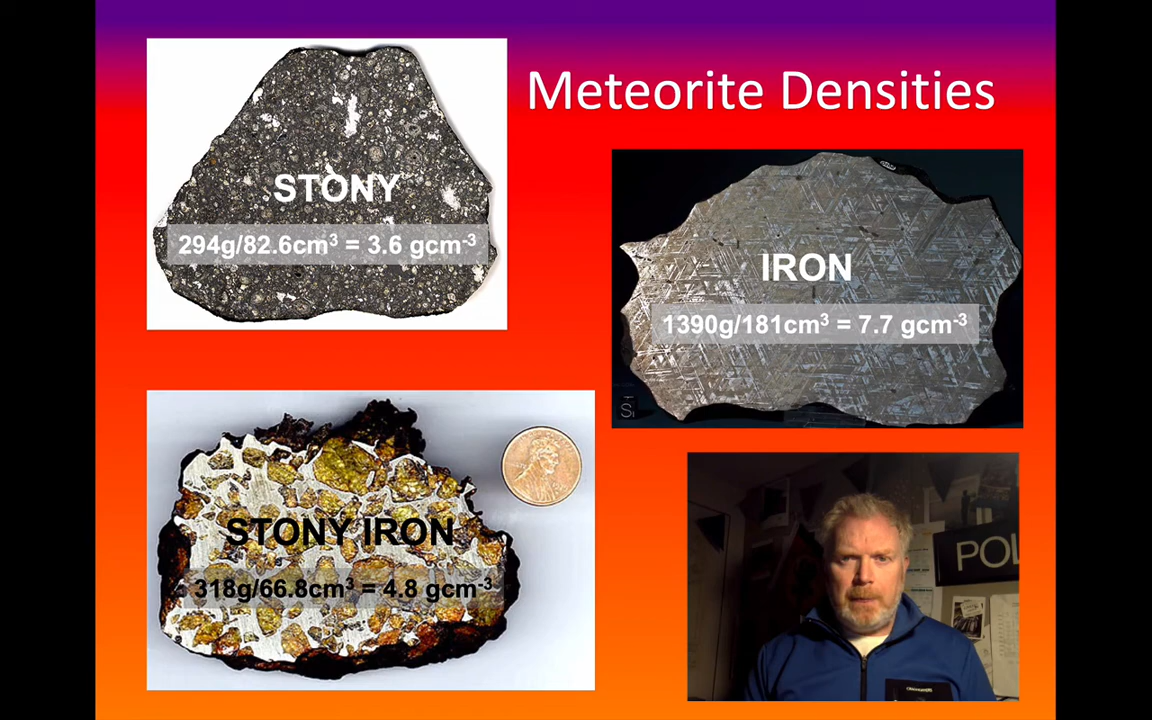 Meteorite Densities
STONY
294g/82.6cm³ = 3.6 gcm⁻³
IRON
1390g/181cm³ = 7.7 gcm⁻³
STONY IRON
318g/66.8cm³ = 4.8 gcm⁻³
POL